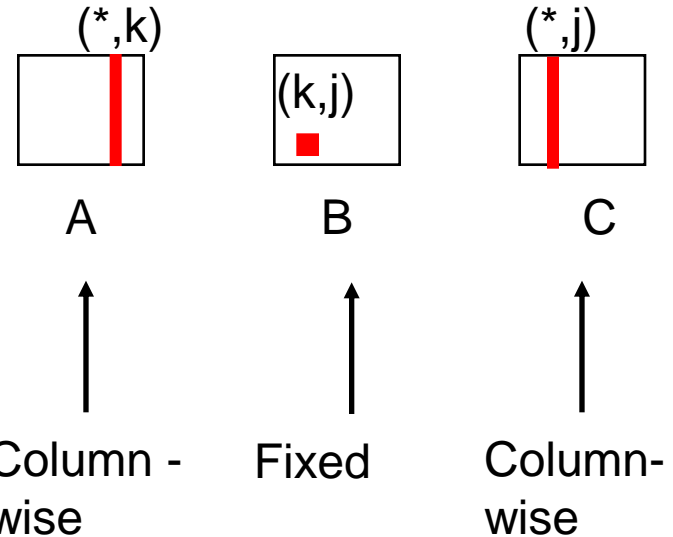 (*,k)
(*,j)
(k,j)
A
B
C
Column -
wise
Fixed
Column-
wise